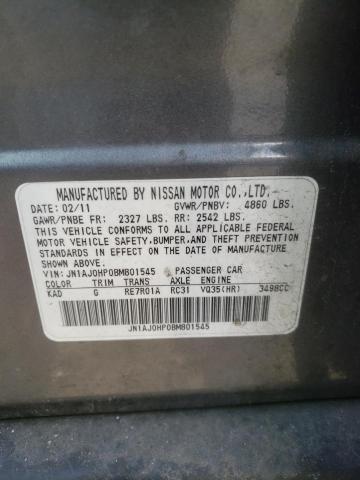 MANUFACTURED BY NISSAN MOTOR CO.,LTD.
DATE: 02/11 GVWR/PNBV: 4860 LBS.
GAWR/PNBE FR: 2327 LBS. RR: 2542 LBS.
THIS VEHICLE CONFORMS TO ALL APPLICABLE FEDERAL
MOTOR VEHICLE SAFETY, BUMPER, AND THEFT PREVENTION
STANDARDS IN EFFECT ON THE DATE OF MANUFACTURE
SHOWN ABOVE.
VIN: JN1AJ0HP0BM801545 PASSENGER CAR
COLOR TRIM TRANS AXLE ENGINE
KAD G RE7R01A RC31 VQ35(HR) 3498CC
JN1AJ0HP0BM801545